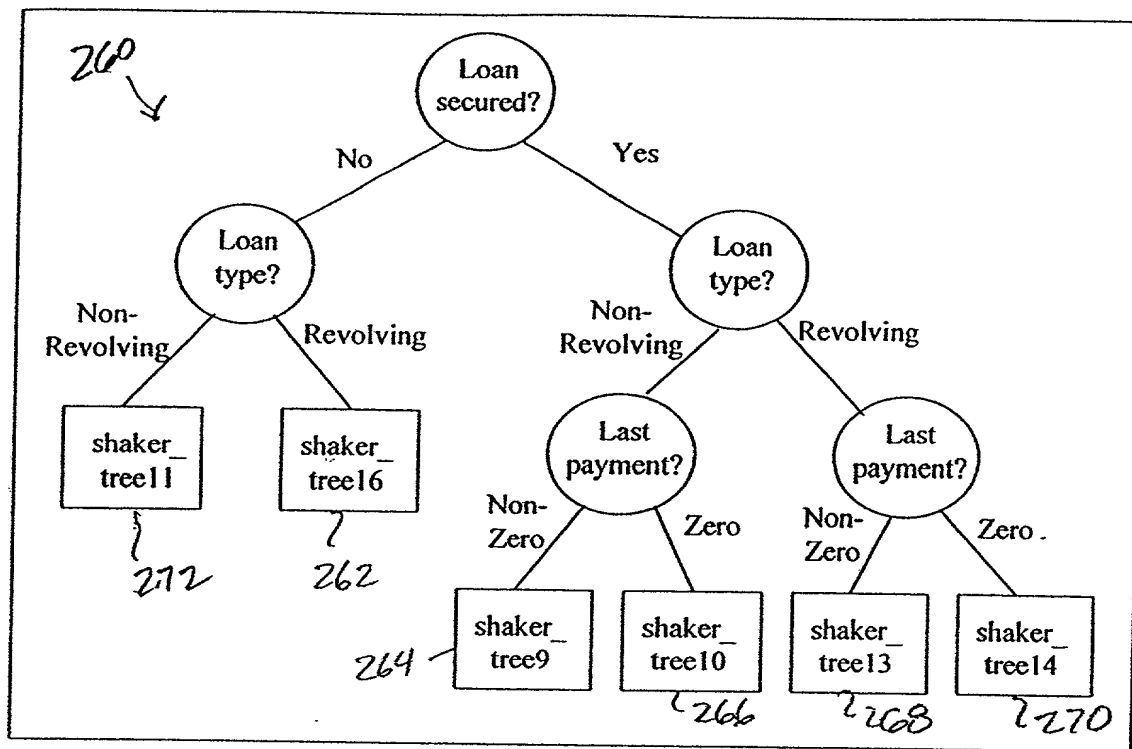 260
Loan
secured?
No
Yes
Loan
type?
Loan
type?
Non-
Revolving
Revolving
Non-
Revolving
Revolving
shaker_
tree11
shaker_
tree16
Last
payment?
Last
payment?
Non-
Zero
Zero
Non-
Zero
Zero
272
262
264
shaker_
tree9
shaker_
tree10
shaker_
tree13
shaker_
tree14
266
268
270